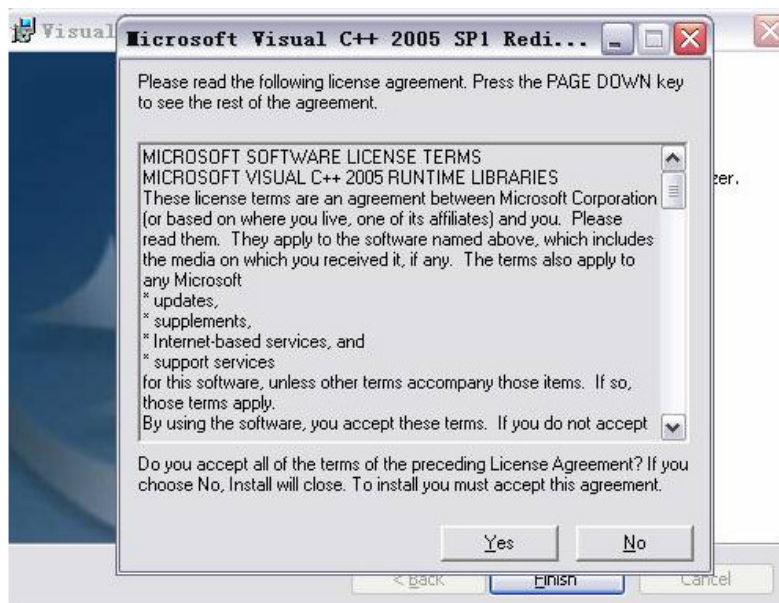 Visual
Microsoft Visual C++ 2005 SP1 Redi...
Please read the following license agreement. Press the PAGE DOWN key
to see the rest of the agreement.
MICROSOFT SOFTWARE LICENSE TERMS
MICROSOFT VISUAL C++ 2005 RUNTIME LIBRARIES
These license terms are an agreement between Microsoft Corporation
(or based on where you live, one of its affiliates) and you.  Please
read them.  They apply to the software named above, which includes
the media on which you received it, if any.  The terms also apply to
any Microsoft
* updates,
* supplements,
* Internet-based services, and
* support services
for this software, unless other terms accompany those items.  If so,
those terms apply.
By using the software, you accept these terms.  If you do not accept
zer.
Do you accept all of the terms of the preceding License Agreement? If you
choose No, Install will close. To install you must accept this agreement.
Yes No
< Back Finish Cancel